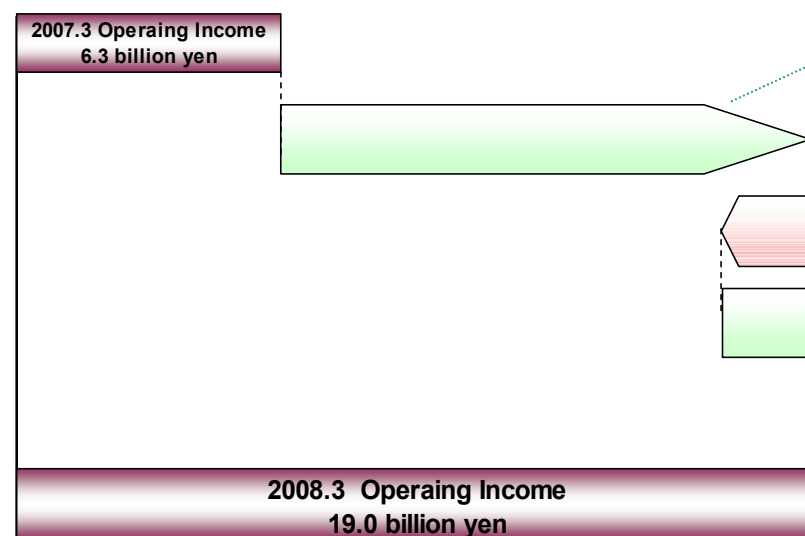 2007.3 Operaing Income
6.3 billion yen
2008.3 Operaing Income
19.0 billion yen